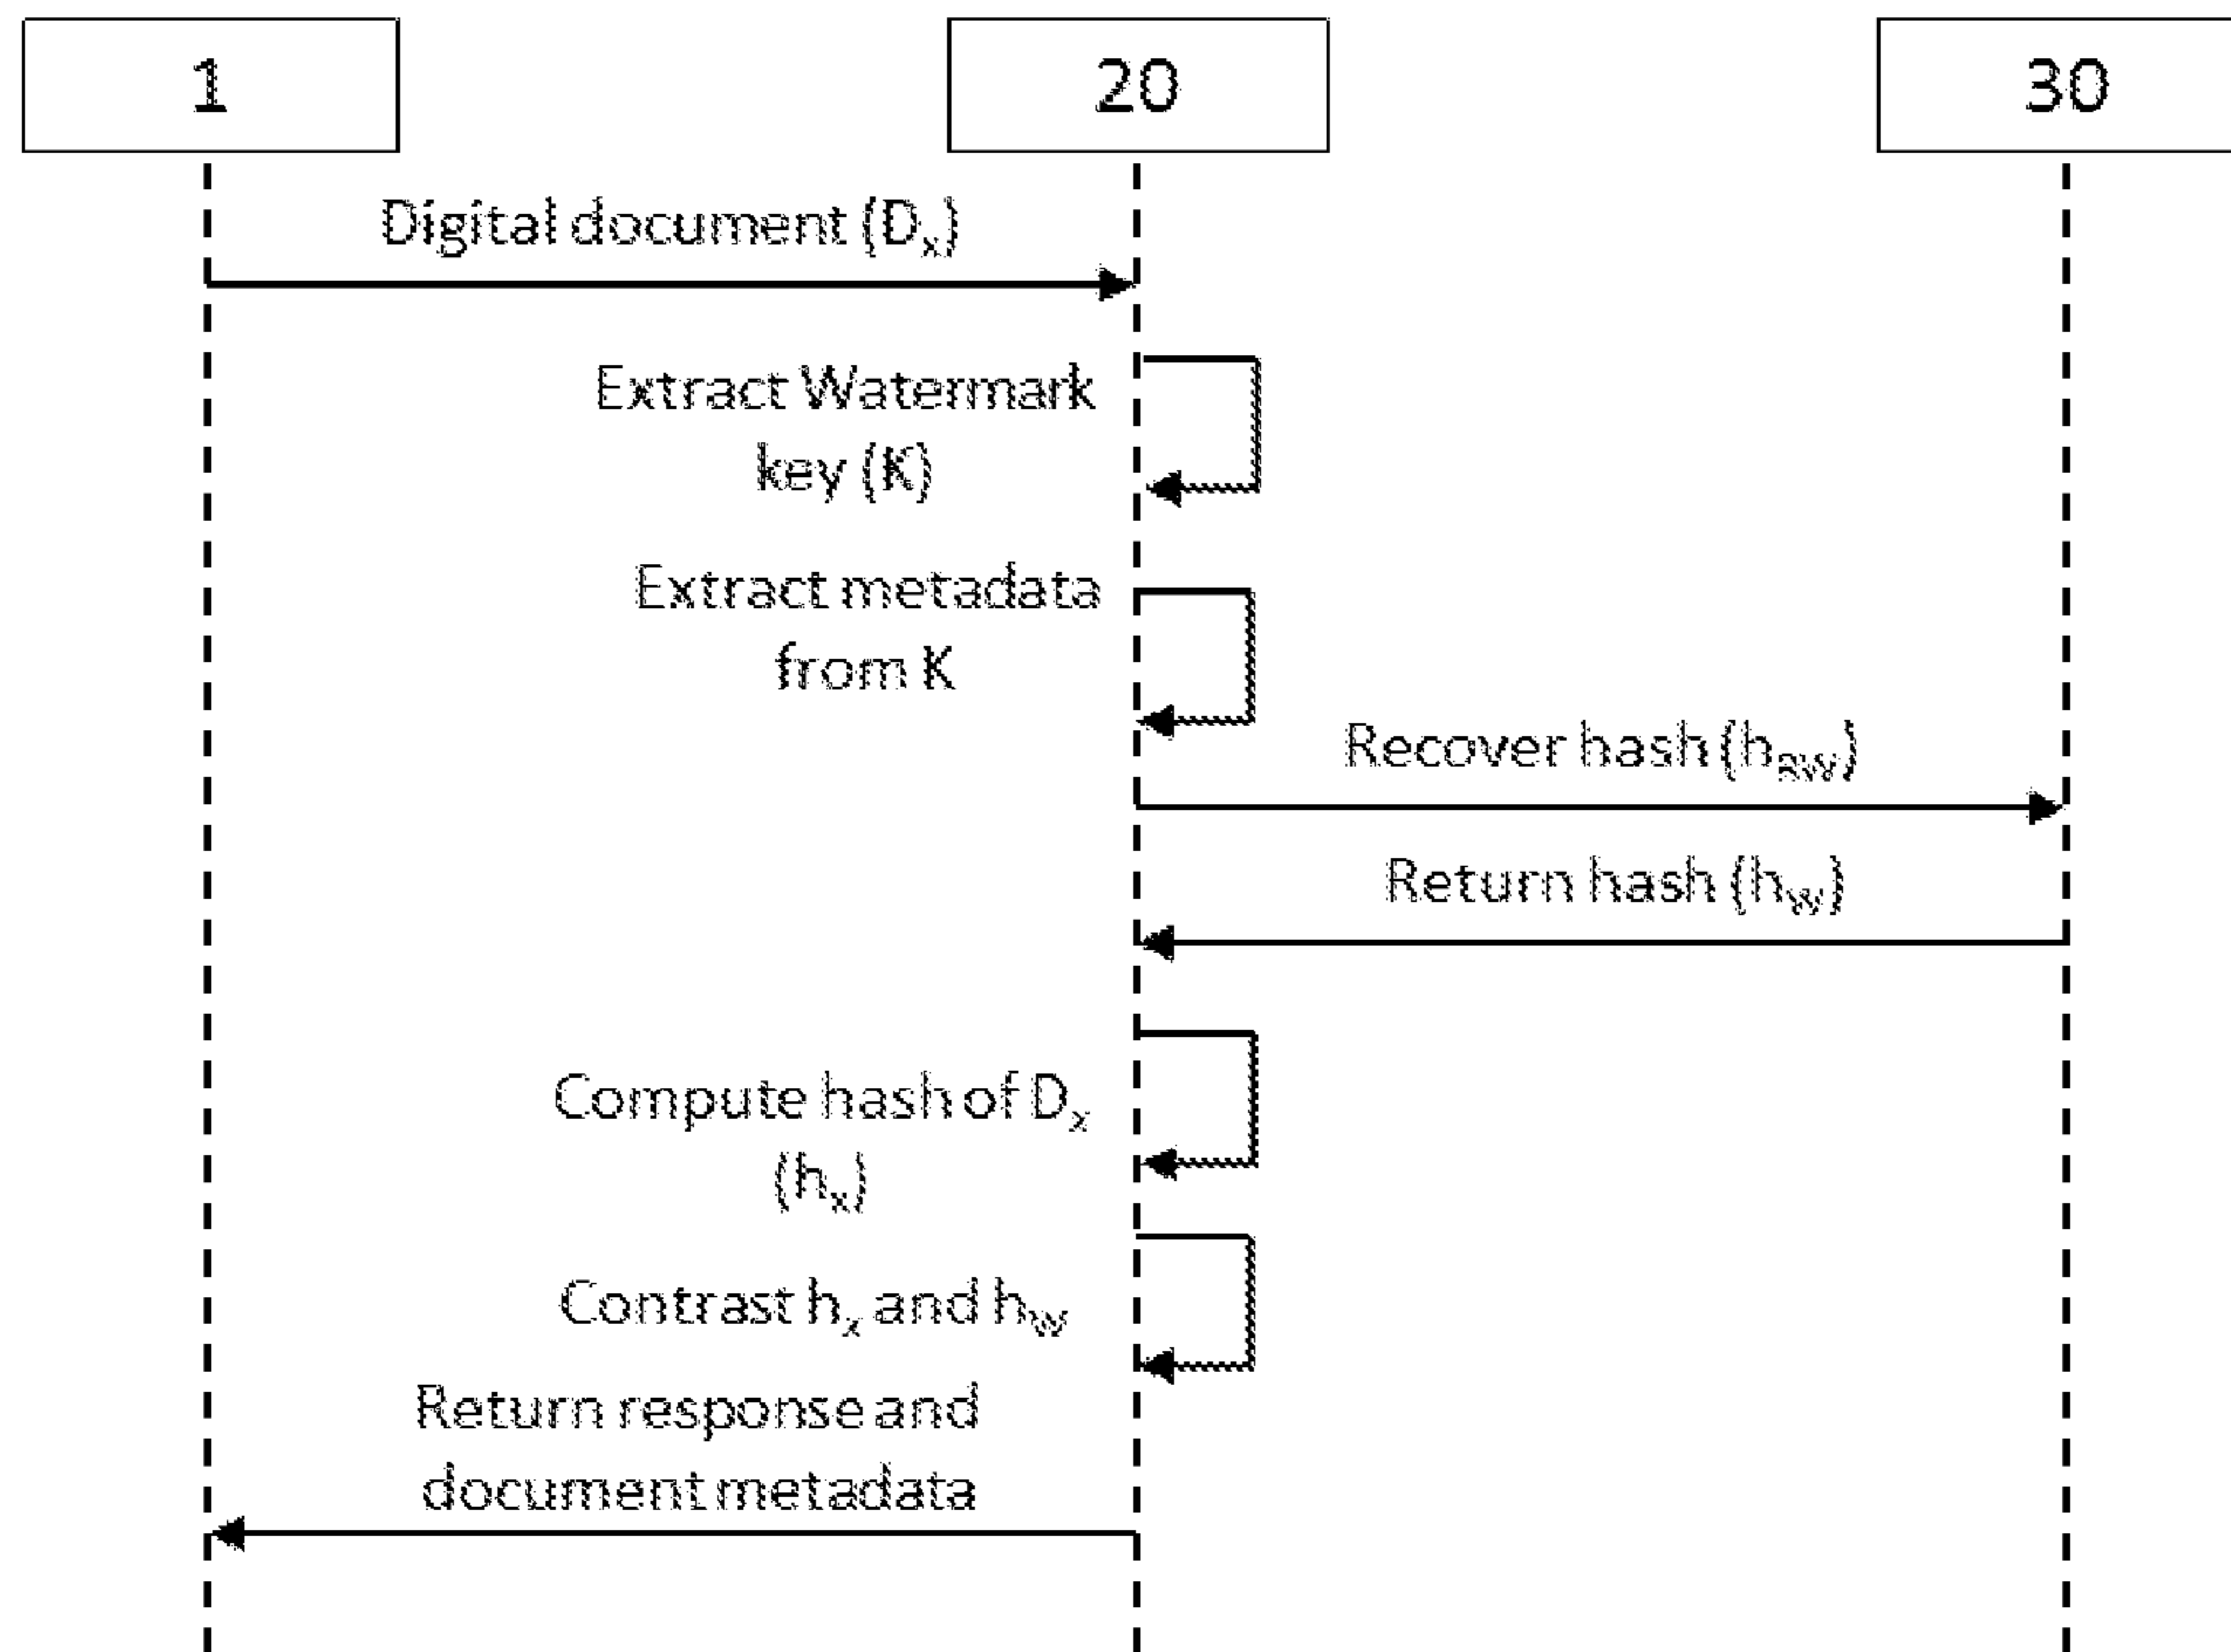 1
20
30
Digital document (Dx)
Extract Watermark
key (K)
Extract metadata
from K
Recover hash (hBW)
Return hash (hW)
Compute hash of Dx
(hx)
Contrast hx and hW
Return response and
document metadata